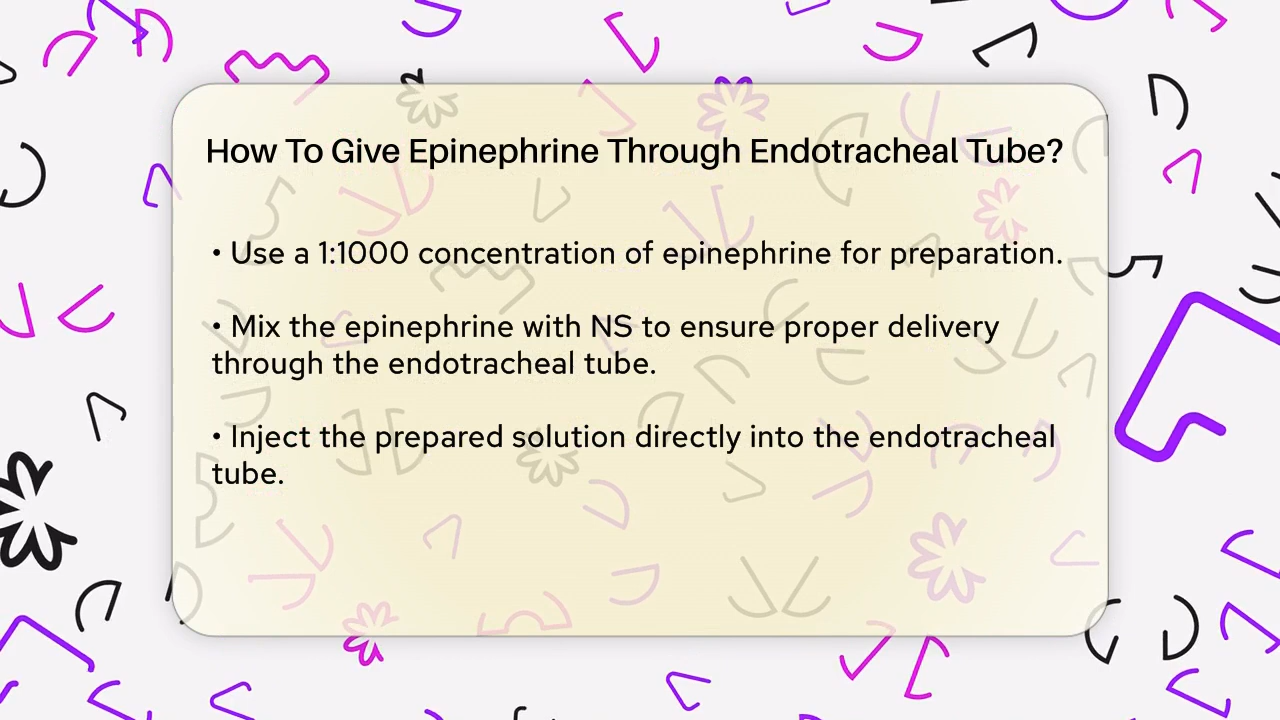 How To Give Epinephrine Through Endotracheal Tube?
• Use a 1:1000 concentration of epinephrine for preparation.
• Mix the epinephrine with NS to ensure proper delivery
through the endotracheal tube.
• Inject the prepared solution directly into the endotracheal
tube.